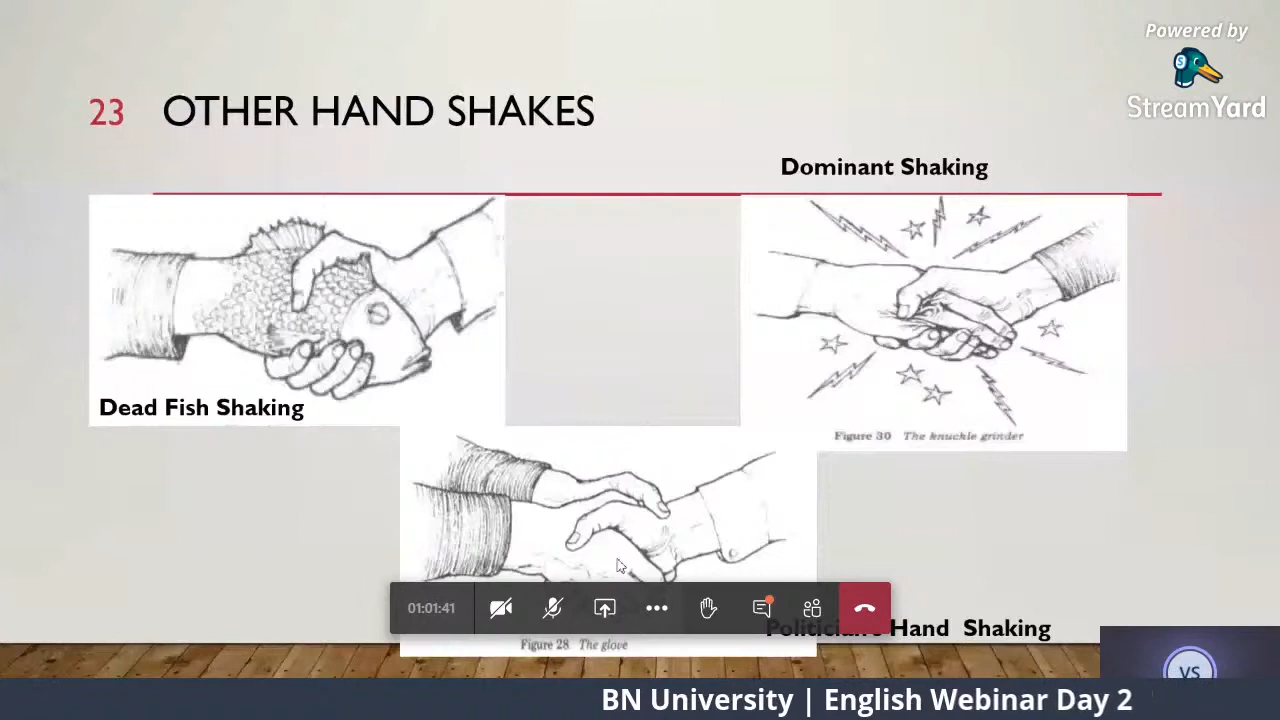 Powered by
StreamYard
23 OTHER HAND SHAKES
Dominant Shaking
Dead Fish Shaking
Figure 30 The knuckle grinder
01:01:41
Politician's Hand Shaking
Figure 28 The glove
VS
BN University | English Webinar Day 2